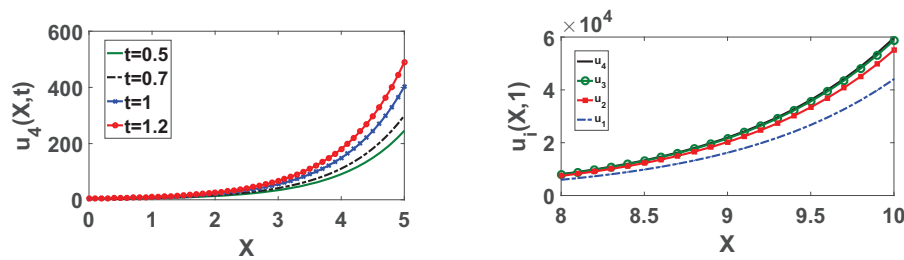 u4(X,t)
600
400
200
0
t=0.5
t=0.7
t=1
t=1.2
0 1 2 3 4 5
X
ui(X,1)
×10^4
6
4
2
0
u4
u3
u2
u1
8 8.5 9 9.5 10
X